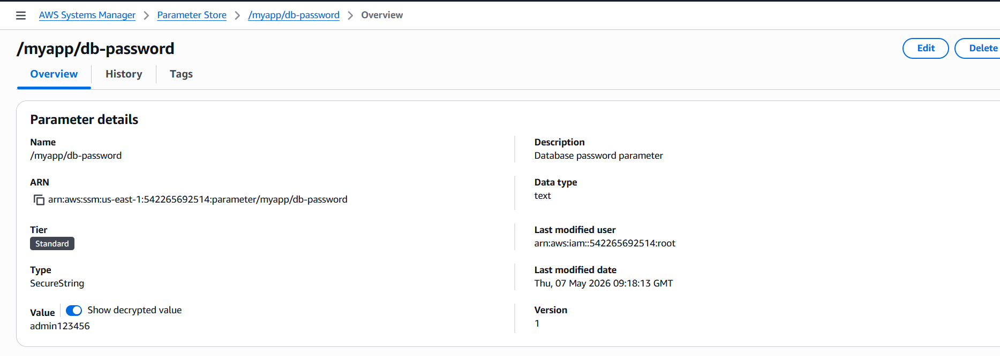 AWS Systems Manager > Parameter Store > /myapp/db-password > Overview
/myapp/db-password
Edit
Delete
Overview
History
Tags
Parameter details
Name
/myapp/db-password
Description
Database password parameter
ARN
arn:aws:ssm:us-east-1:542265692514:parameter/myapp/db-password
Data type
text
Tier
Standard
Last modified user
arn:aws:iam::542265692514:root
Type
SecureString
Last modified date
Thu, 07 May 2026 09:18:13 GMT
Value
Show decrypted value
admin123456
Version
1